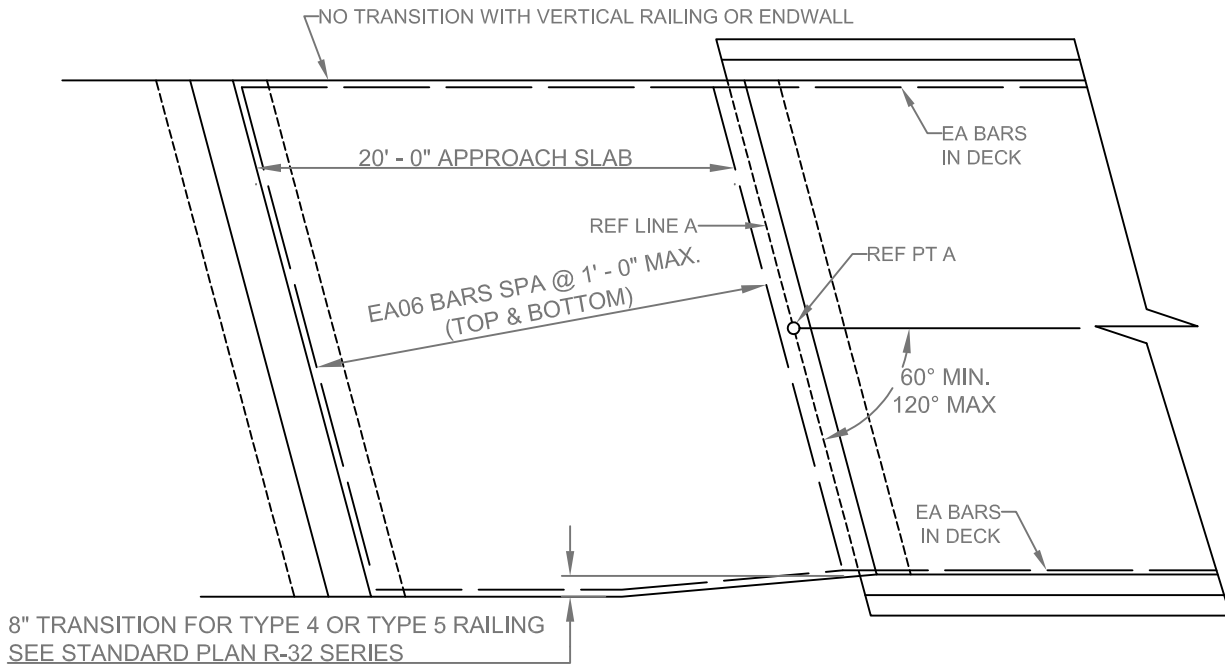 NO TRANSITION WITH VERTICAL RAILING OR ENDWALL
EA BARS
IN DECK
20' - 0" APPROACH SLAB
REF LINE A
REF PT A
EA06 BARS SPA @ 1' - 0" MAX.
(TOP & BOTTOM)
60° MIN.
120° MAX
EA BARS
IN DECK
8" TRANSITION FOR TYPE 4 OR TYPE 5 RAILING
SEE STANDARD PLAN R-32 SERIES